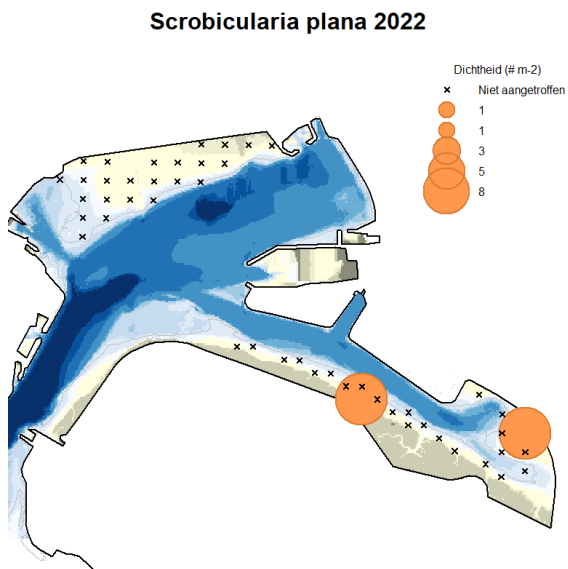 Scrobicularia plana 2022
Dichtheid (# m-2)
Niet aangetroffen
1
1
3
5
8